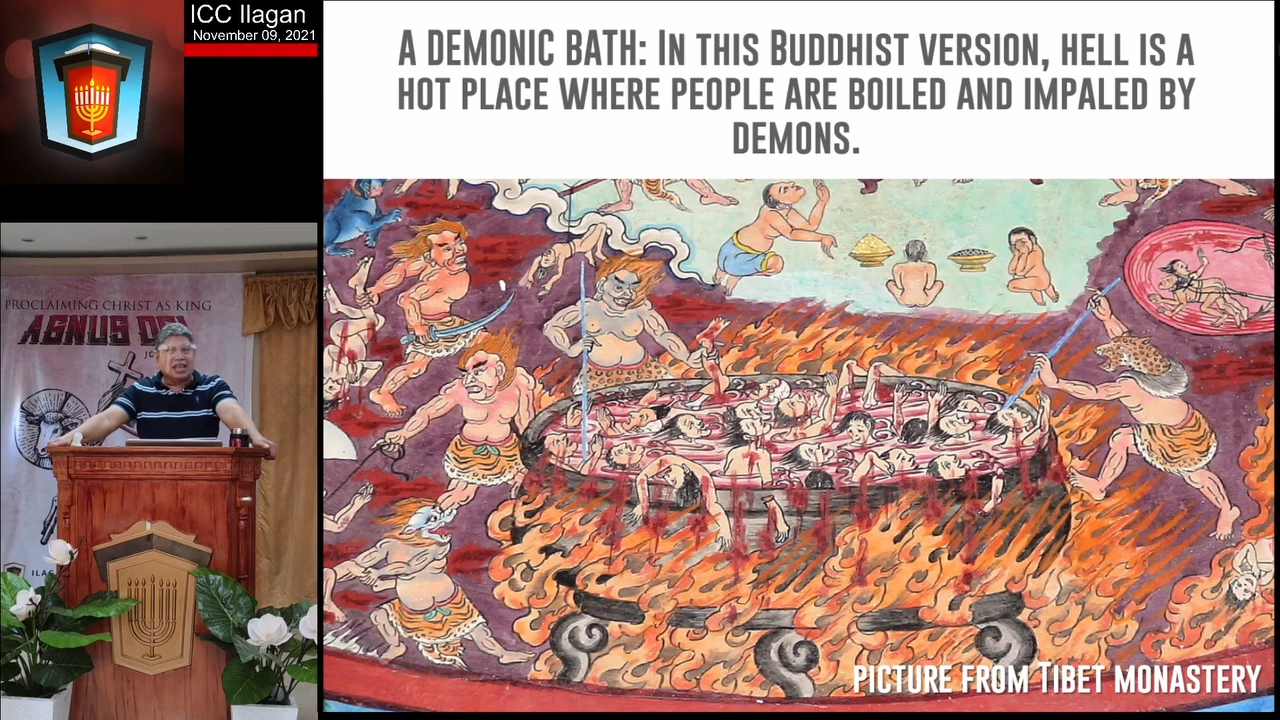 ICC Ilagan
November 09, 2021
A DEMONIC BATH: IN THIS BUDDHIST VERSION, HELL IS A
HOT PLACE WHERE PEOPLE ARE BOILED AND IMPALED BY
DEMONS.
PROCLAIMING CHRIST AS KING
AGNUS DEI
PICTURE FROM TIBET MONASTERY